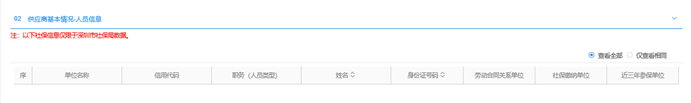 02 供应商基本情况-人员信息
注：以下社保信息仅限于深圳市社保局数据。
查看全部 仅查看相同
序 单位名称 信用代码 职务（人员类型） 姓名 身份证号码 劳动合同关系单位 社保缴纳单位 近三年参保单位